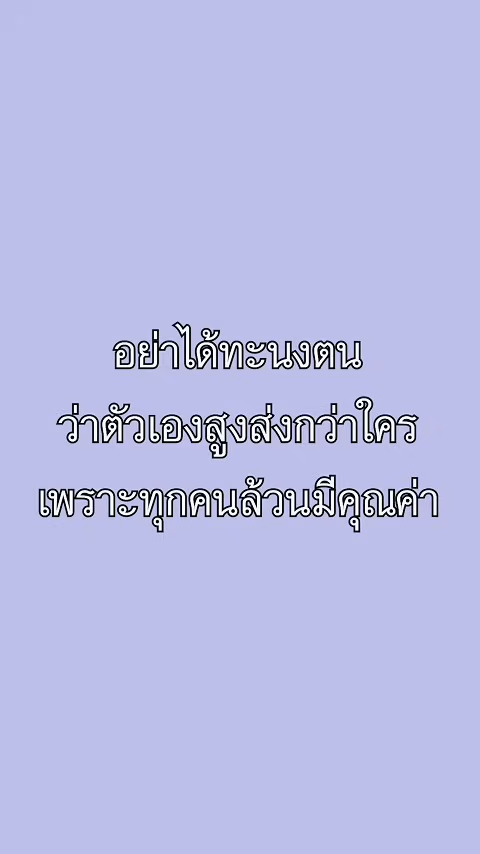 อย่าได้ทะนงตน
ว่าตัวเองสูงส่งกว่าใคร
เพราะทุกคนล้วนมีคุณค่า